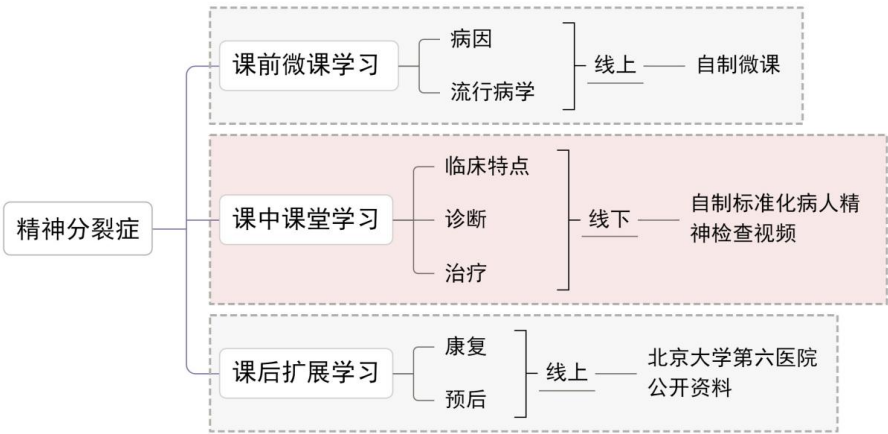 精神分裂症
课前微课学习
病因
流行病学
线上
自制微课
课中课堂学习
临床特点
诊断
治疗
线下
自制标准化病人精
神检查视频
课后扩展学习
康复
预后
线上
北京大学第六医院
公开资料